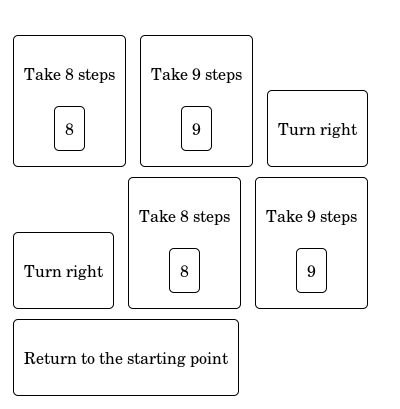 Take 8 steps
8
Take 9 steps
9
Turn right
Turn right
Take 8 steps
8
Take 9 steps
9
Return to the starting point